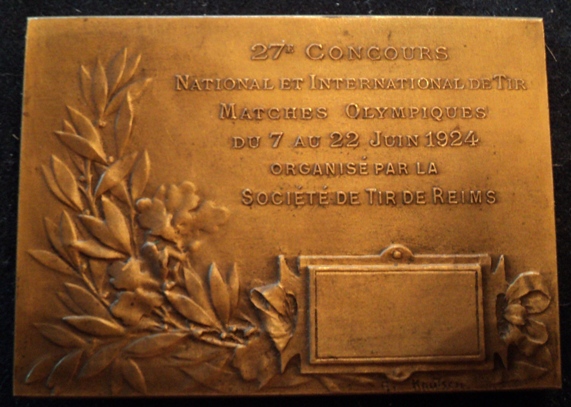 27E CONCOURS
NATIONAL ET INTERNATIONAL DE TIR
MATCHES OLYMPIQUES
DU 7 AU 22 JUIN 1924
ORGANISÉ PAR LA
SOCIÉTÉ DE TIR DE REIMS